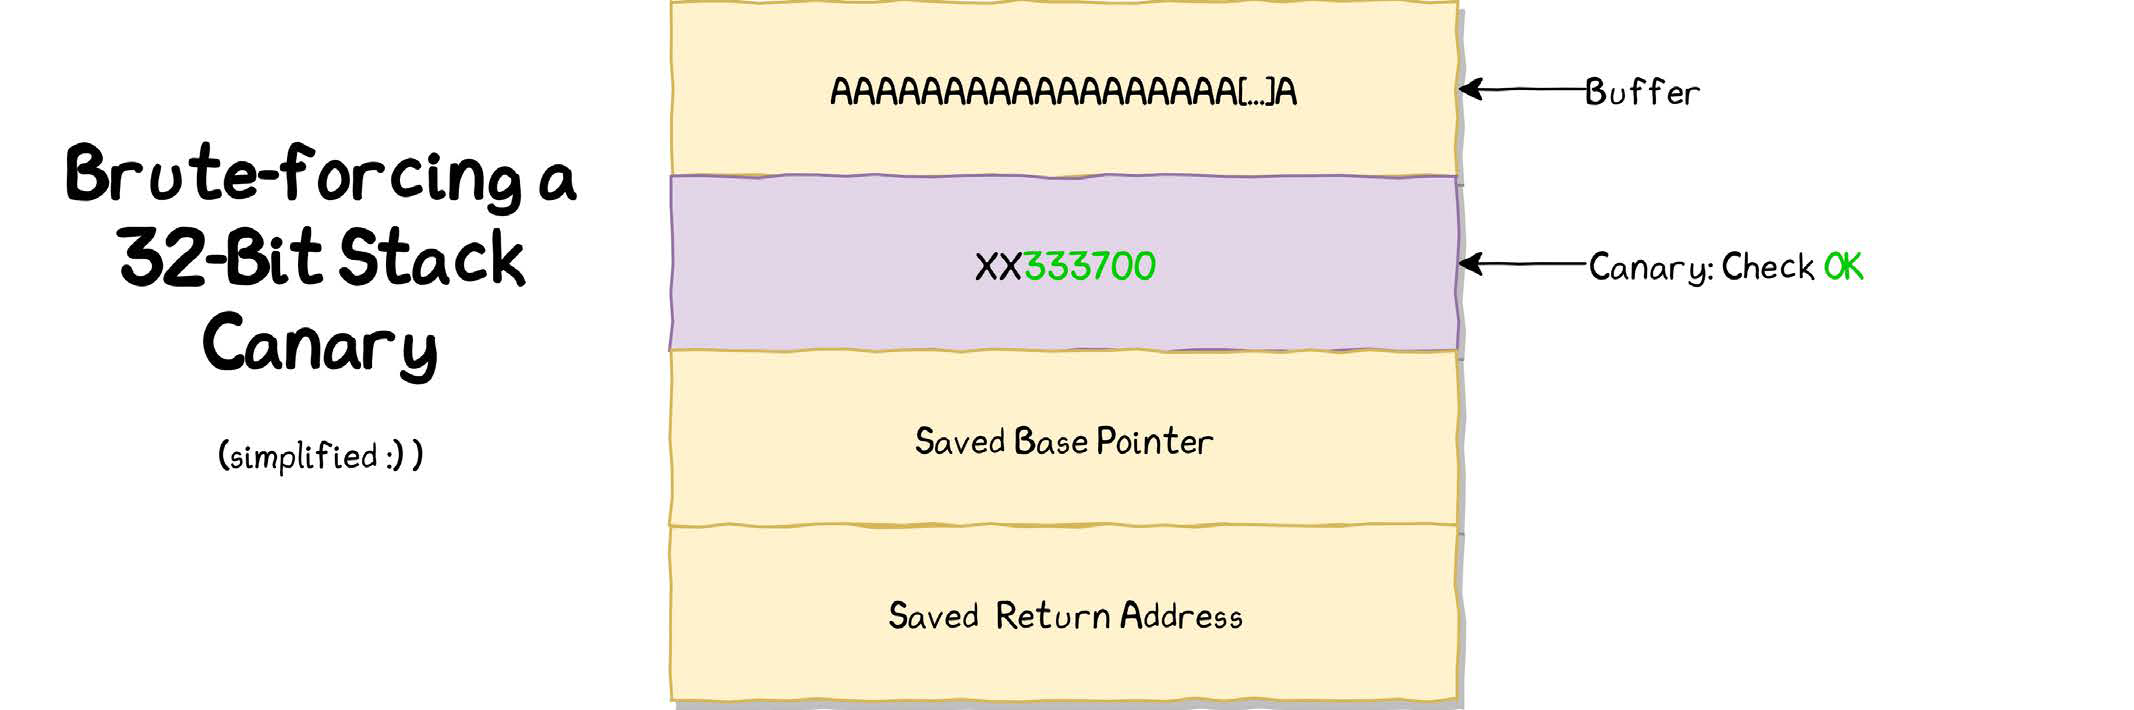 Brute-forcing a
32-Bit Stack
Canary
(simplified :) )
AAAAAAAAAAAAAAAAAA[...]A
Buffer
XX333700
Canary: Check OK
Saved Base Pointer
Saved Return Address